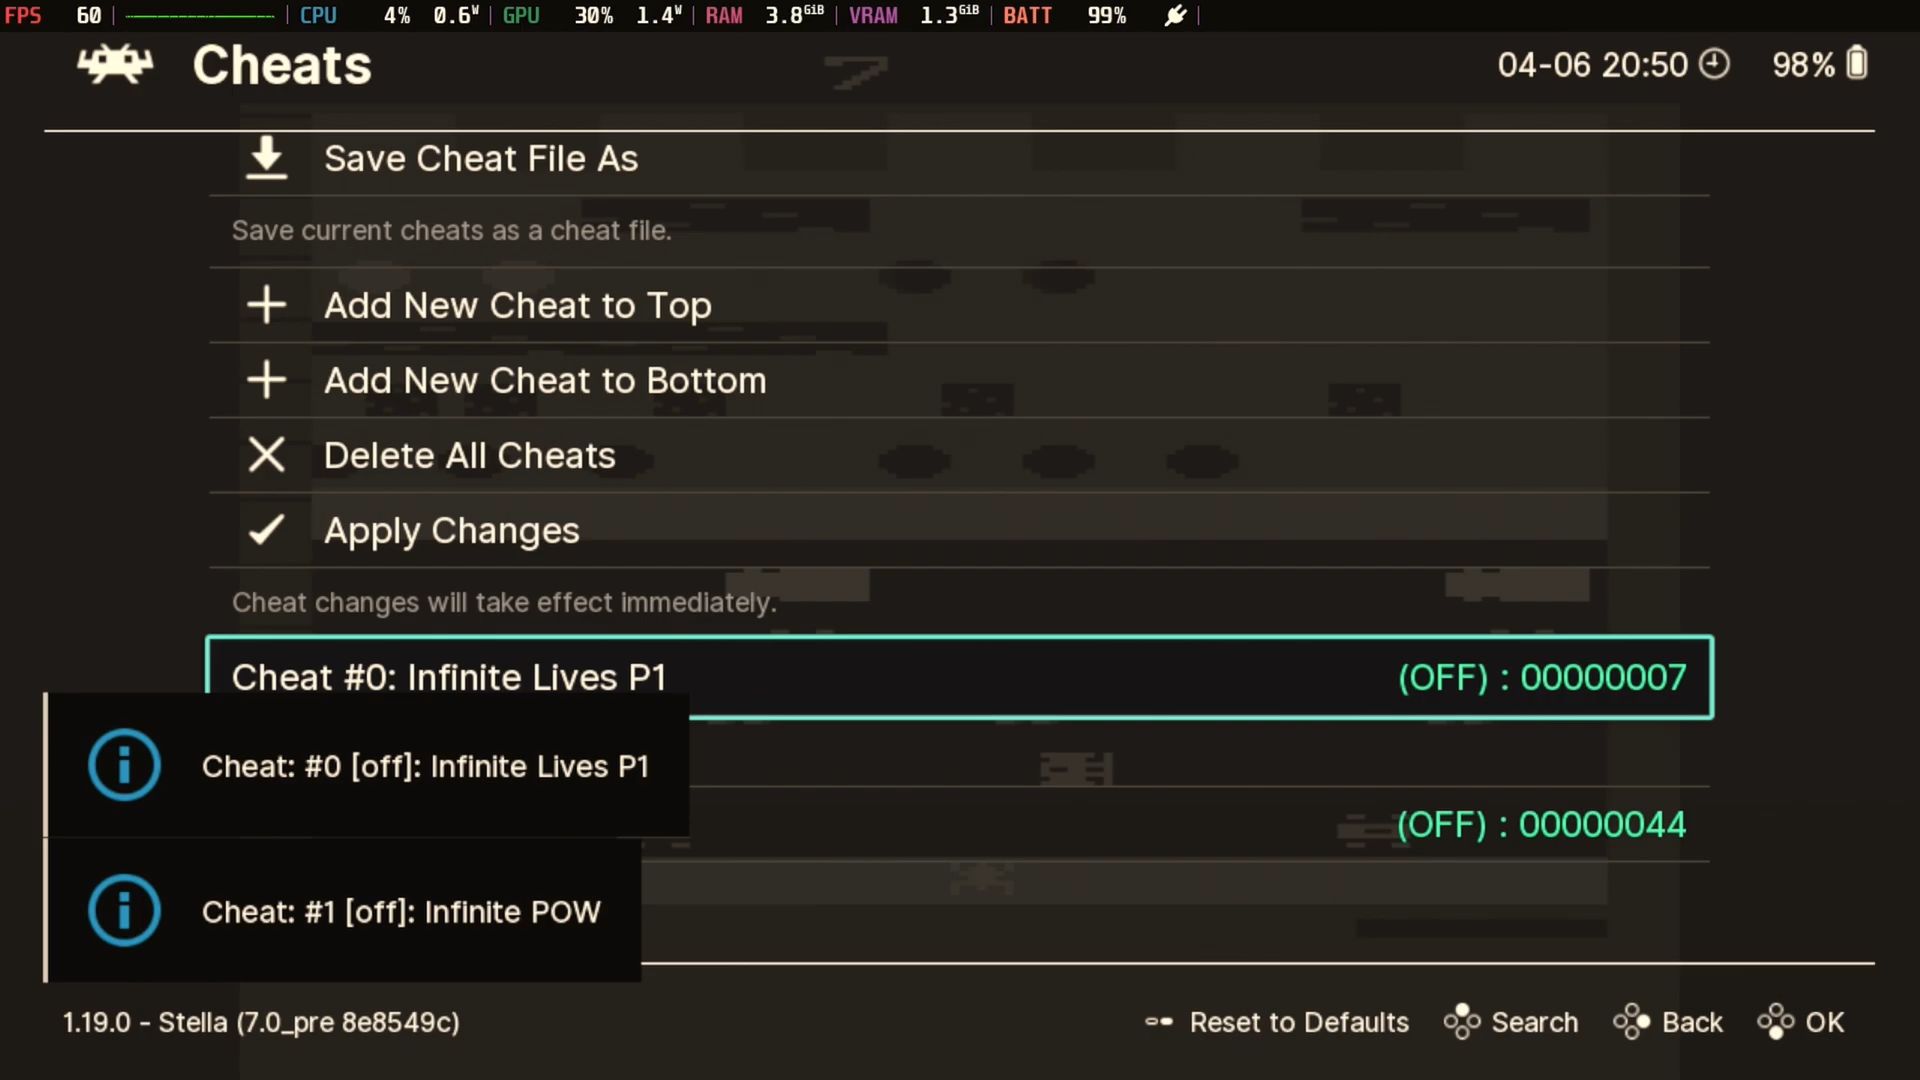 FPS 60 CPU 4% 0.6W GPU 30% 1.4W RAM 3.8GiB VRAM 1.3GiB BATT 99%
Cheats
04-06 20:50 98%
Save Cheat File As
Save current cheats as a cheat file.
Add New Cheat to Top
Add New Cheat to Bottom
Delete All Cheats
Apply Changes
Cheat changes will take effect immediately.
Cheat #0: Infinite Lives P1 (OFF) : 00000007
Cheat: #0 [off]: Infinite Lives P1
(OFF) : 00000044
Cheat: #1 [off]: Infinite POW
1.19.0 - Stella (7.0_pre 8e8549c)
Reset to Defaults Search Back OK